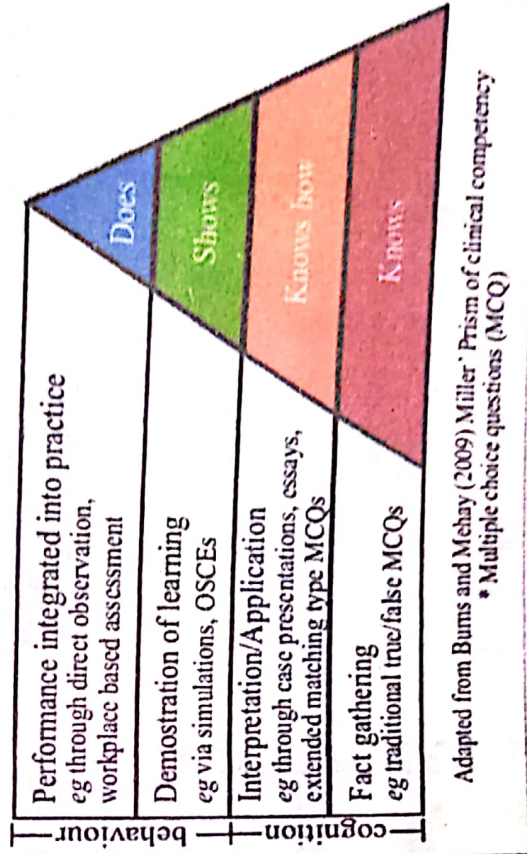 behaviour
cognition
Performance integrated into practice
eg through direct observation,
workplace based assessment
Does
Demostration of learning
eg via simulations, OSCEs
Shows
Interpretation/Application
eg through case presentations, essays,
extended matching type MCQs
Knows how
Fact gathering
eg traditional true/false MCQs
Knows
Adapted from Burns and Mehay (2009) Miller` Prism of clinical competency
* Multiple choice questions (MCQ)